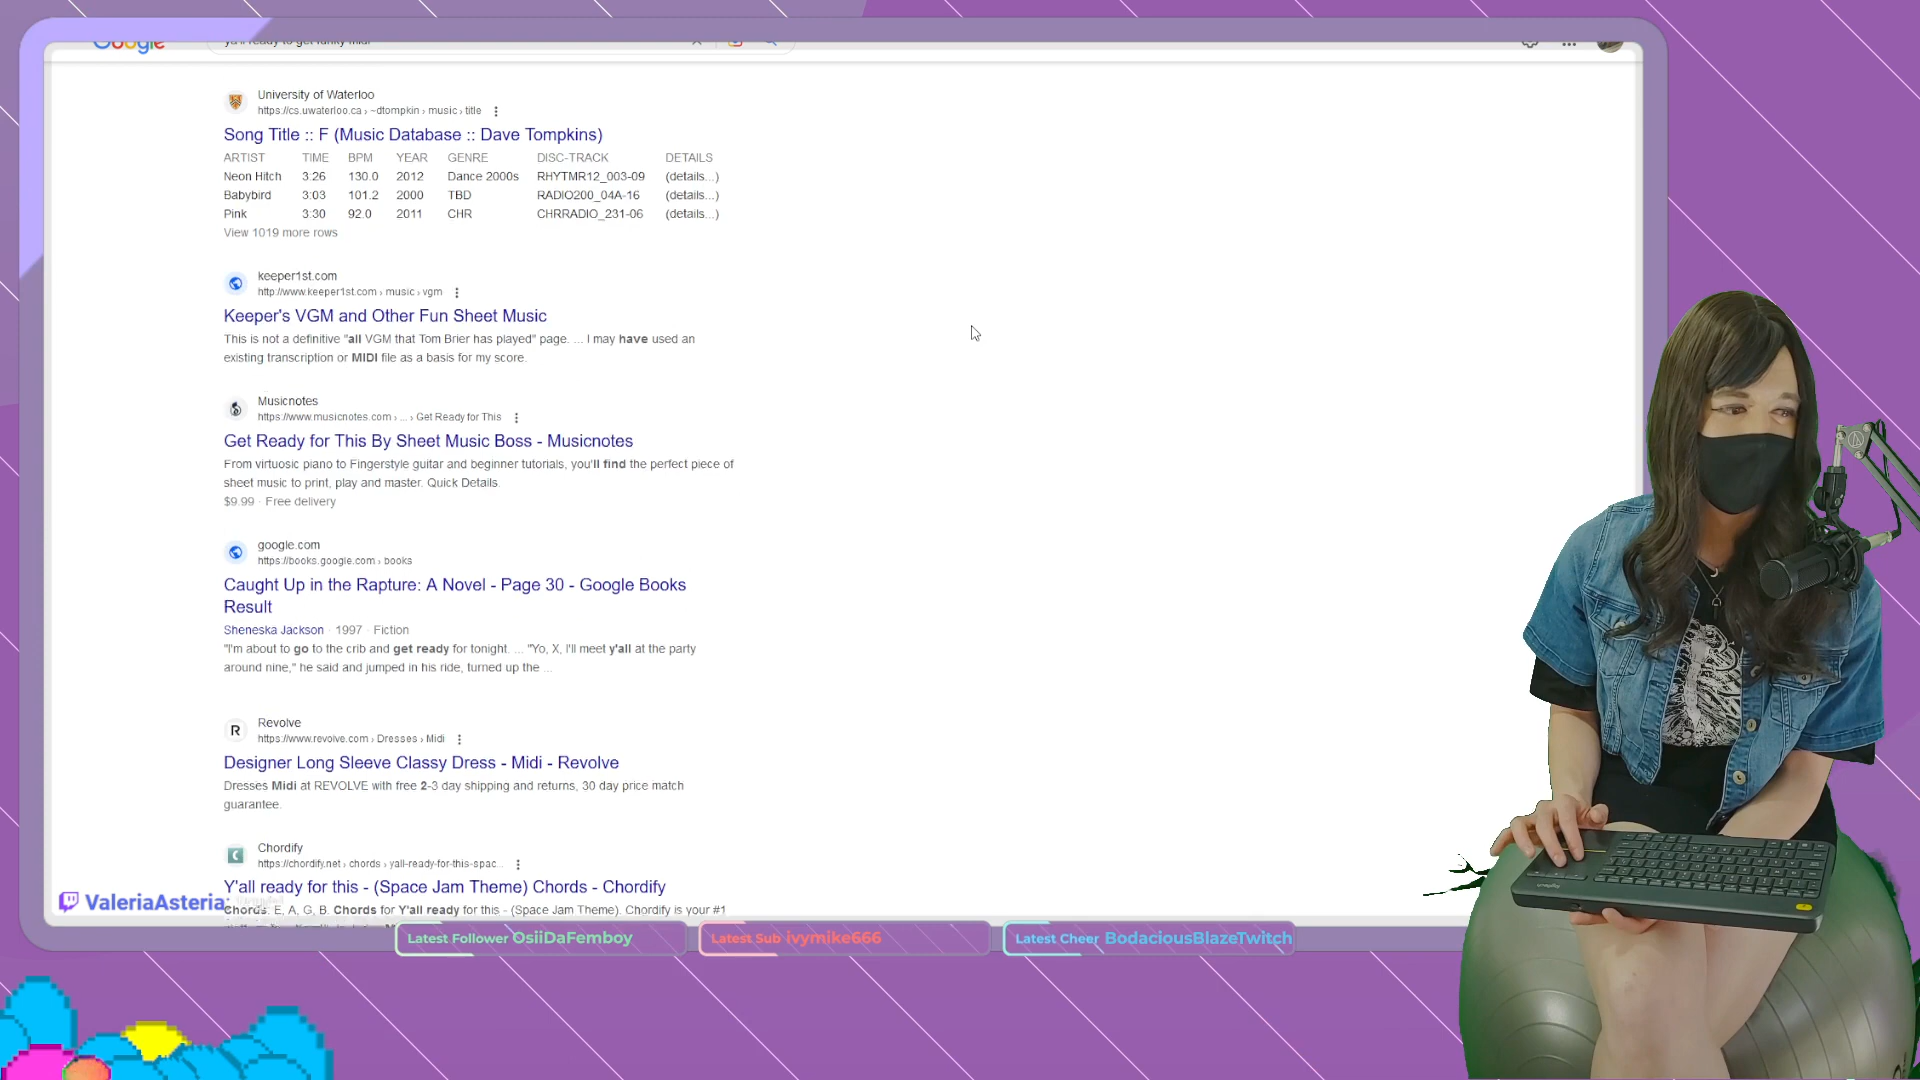 Google
ya'll ready to get funky midi
University of Waterloo
https://cs.uwaterloo.ca › ~dtompkin › music › title
Song Title :: F (Music Database :: Dave Tompkins)
ARTIST TIME BPM YEAR GENRE DISC-TRACK DETAILS
Neon Hitch 3:26 130.0 2012 Dance 2000s RHYTMR12_003-09 (details...)
Babybird 3:03 101.2 2000 TBD RADIO200_04A-16 (details...)
Pink 3:30 92.0 2011 CHR CHRRADIO_231-06 (details...)
View 1019 more rows
keeper1st.com
http://www.keeper1st.com › music › vgm
Keeper's VGM and Other Fun Sheet Music
This is not a definitive "all VGM that Tom Brier has played" page. ... I may have used an
existing transcription or MIDI file as a basis for my score.
Musicnotes
https://www.musicnotes.com › ... › Get Ready for This
Get Ready for This By Sheet Music Boss - Musicnotes
From virtuosic piano to Fingerstyle guitar and beginner tutorials, you'll find the perfect piece of
sheet music to print, play and master. Quick Details.
$9.99 · Free delivery
google.com
https://books.google.com › books
Caught Up in the Rapture: A Novel - Page 30 - Google Books
Result
Sheneska Jackson · 1997 · Fiction
"I'm about to go to the crib and get ready for tonight. ... "Yo, X, I'll meet y'all at the party
around nine," he said and jumped in his ride, turned up the ...
R
Revolve
https://www.revolve.com › Dresses › Midi
Designer Long Sleeve Classy Dress - Midi - Revolve
Dresses Midi at REVOLVE with free 2-3 day shipping and returns, 30 day price match
guarantee.
Chordify
https://chordify.net › chords › yall-ready-for-this-spac...
Y'all ready for this - (Space Jam Theme) Chords - Chordify
Chords: E, A, G, B. Chords for Y'all ready for this - (Space Jam Theme). Chordify is your #1
ValeriaAsteria
Latest Follower OsiiDaFemboy
Latest Sub ivymike666
Latest Cheer BodaciousBlazeTwitch